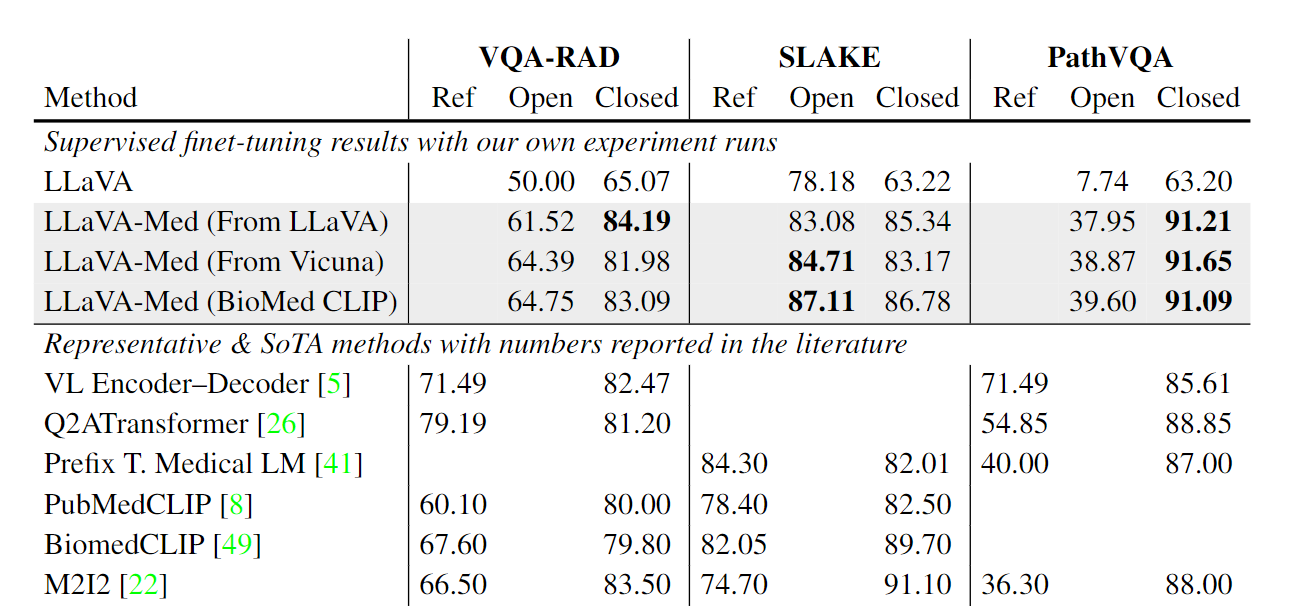 VQA-RAD SLAKE PathVQA
Method Ref Open Closed Ref Open Closed Ref Open Closed
Supervised finet-tuning results with our own experiment runs
LLaVA 50.00 65.07 78.18 63.22 7.74 63.20
LLaVA-Med (From LLaVA) 61.52 84.19 83.08 85.34 37.95 91.21
LLaVA-Med (From Vicuna) 64.39 81.98 84.71 83.17 38.87 91.65
LLaVA-Med (BioMed CLIP) 64.75 83.09 87.11 86.78 39.60 91.09
Representative & SoTA methods with numbers reported in the literature
VL Encoder–Decoder [5] 71.49 82.47 71.49 85.61
Q2ATransformer [26] 79.19 81.20 54.85 88.85
Prefix T. Medical LM [41] 84.30 82.01 40.00 87.00
PubMedCLIP [8] 60.10 80.00 78.40 82.50
BiomedCLIP [49] 67.60 79.80 82.05 89.70
M2I2 [22] 66.50 83.50 74.70 91.10 36.30 88.00